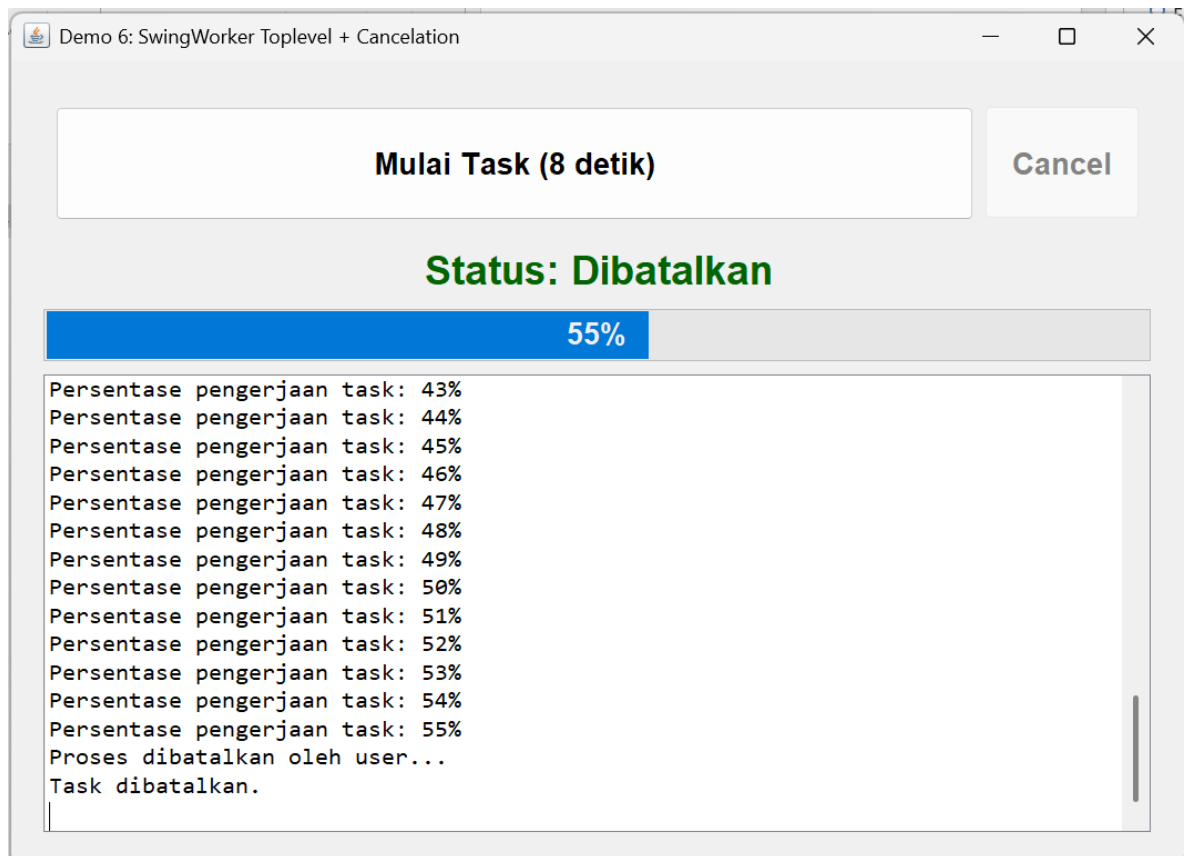 Demo 6: SwingWorker Toplevel + Cancelation
Mulai Task (8 detik)
Cancel
Status: Dibatalkan
55%
Persentase pengerjaan task: 43%
Persentase pengerjaan task: 44%
Persentase pengerjaan task: 45%
Persentase pengerjaan task: 46%
Persentase pengerjaan task: 47%
Persentase pengerjaan task: 48%
Persentase pengerjaan task: 49%
Persentase pengerjaan task: 50%
Persentase pengerjaan task: 51%
Persentase pengerjaan task: 52%
Persentase pengerjaan task: 53%
Persentase pengerjaan task: 54%
Persentase pengerjaan task: 55%
Proses dibatalkan oleh user...
Task dibatalkan.